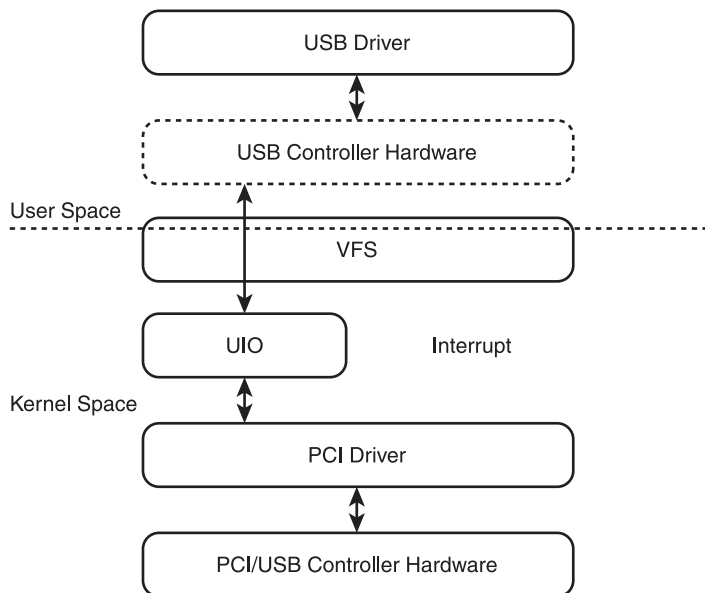 USB Driver
USB Controller Hardware
User Space
VFS
UIO
Interrupt
Kernel Space
PCI Driver
PCI/USB Controller Hardware